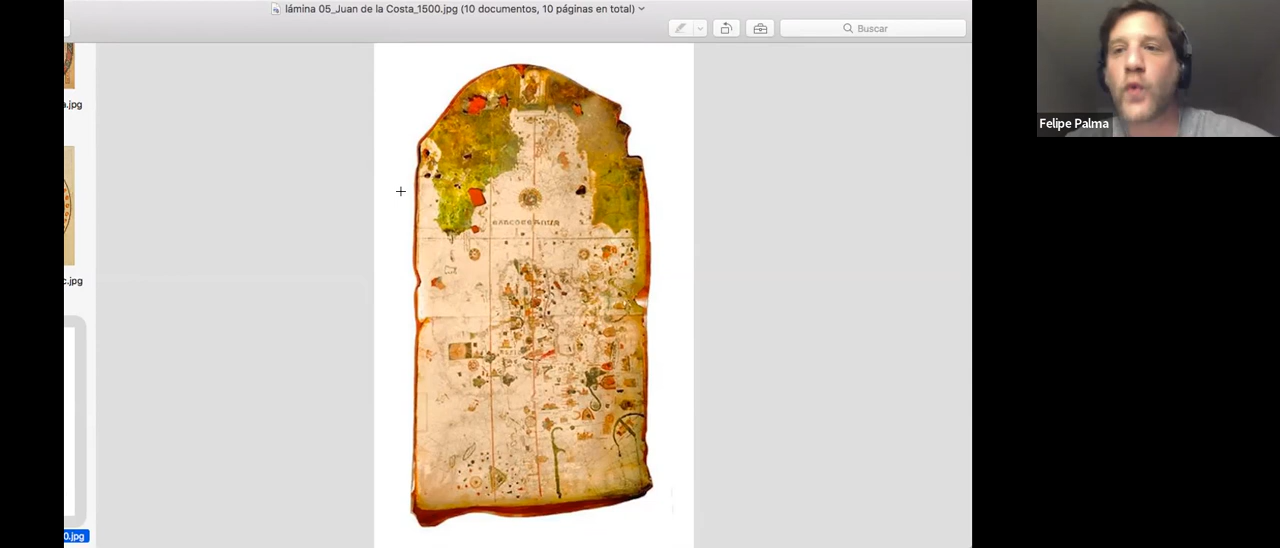 lámina 05_Juan de la Costa_1500.jpg (10 documentos, 10 páginas en total)
Buscar
a.jpg
c.jpg
0.jpg
Felipe Palma